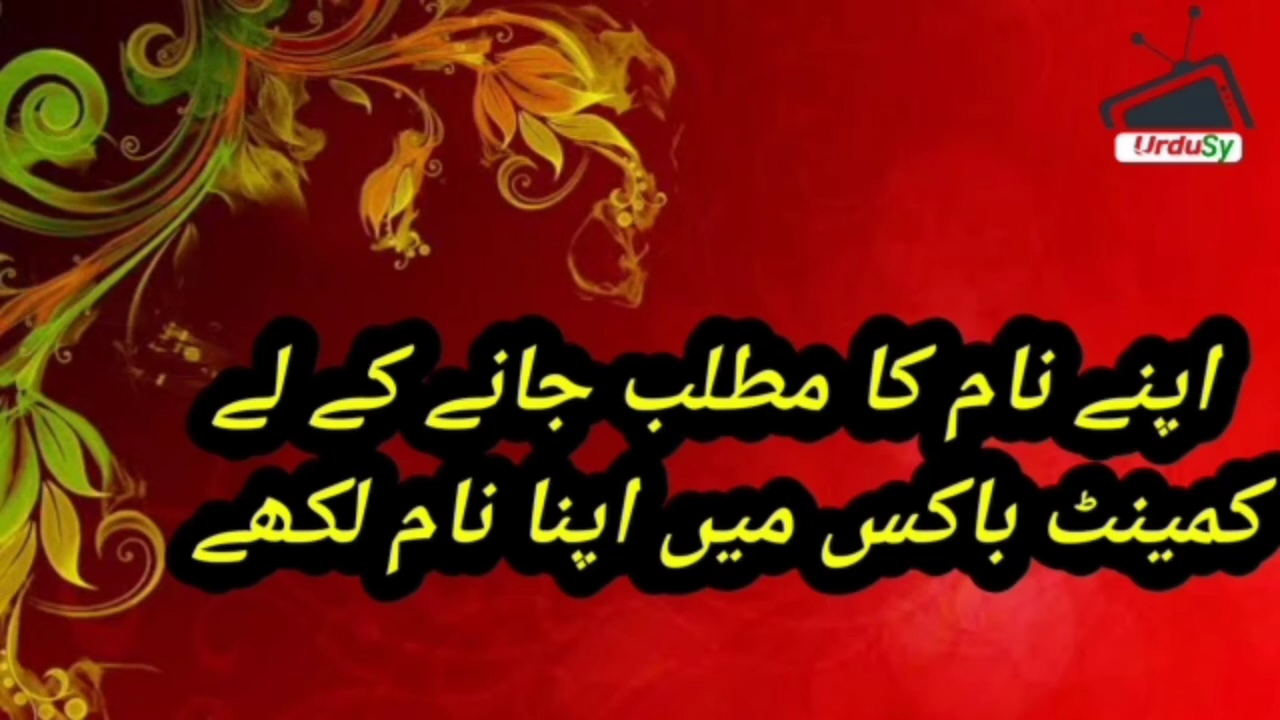 UrduSy
اپنے نام کا مطلب جانے کے لے
کمینٹ باکس میں اپنا نام لکھے